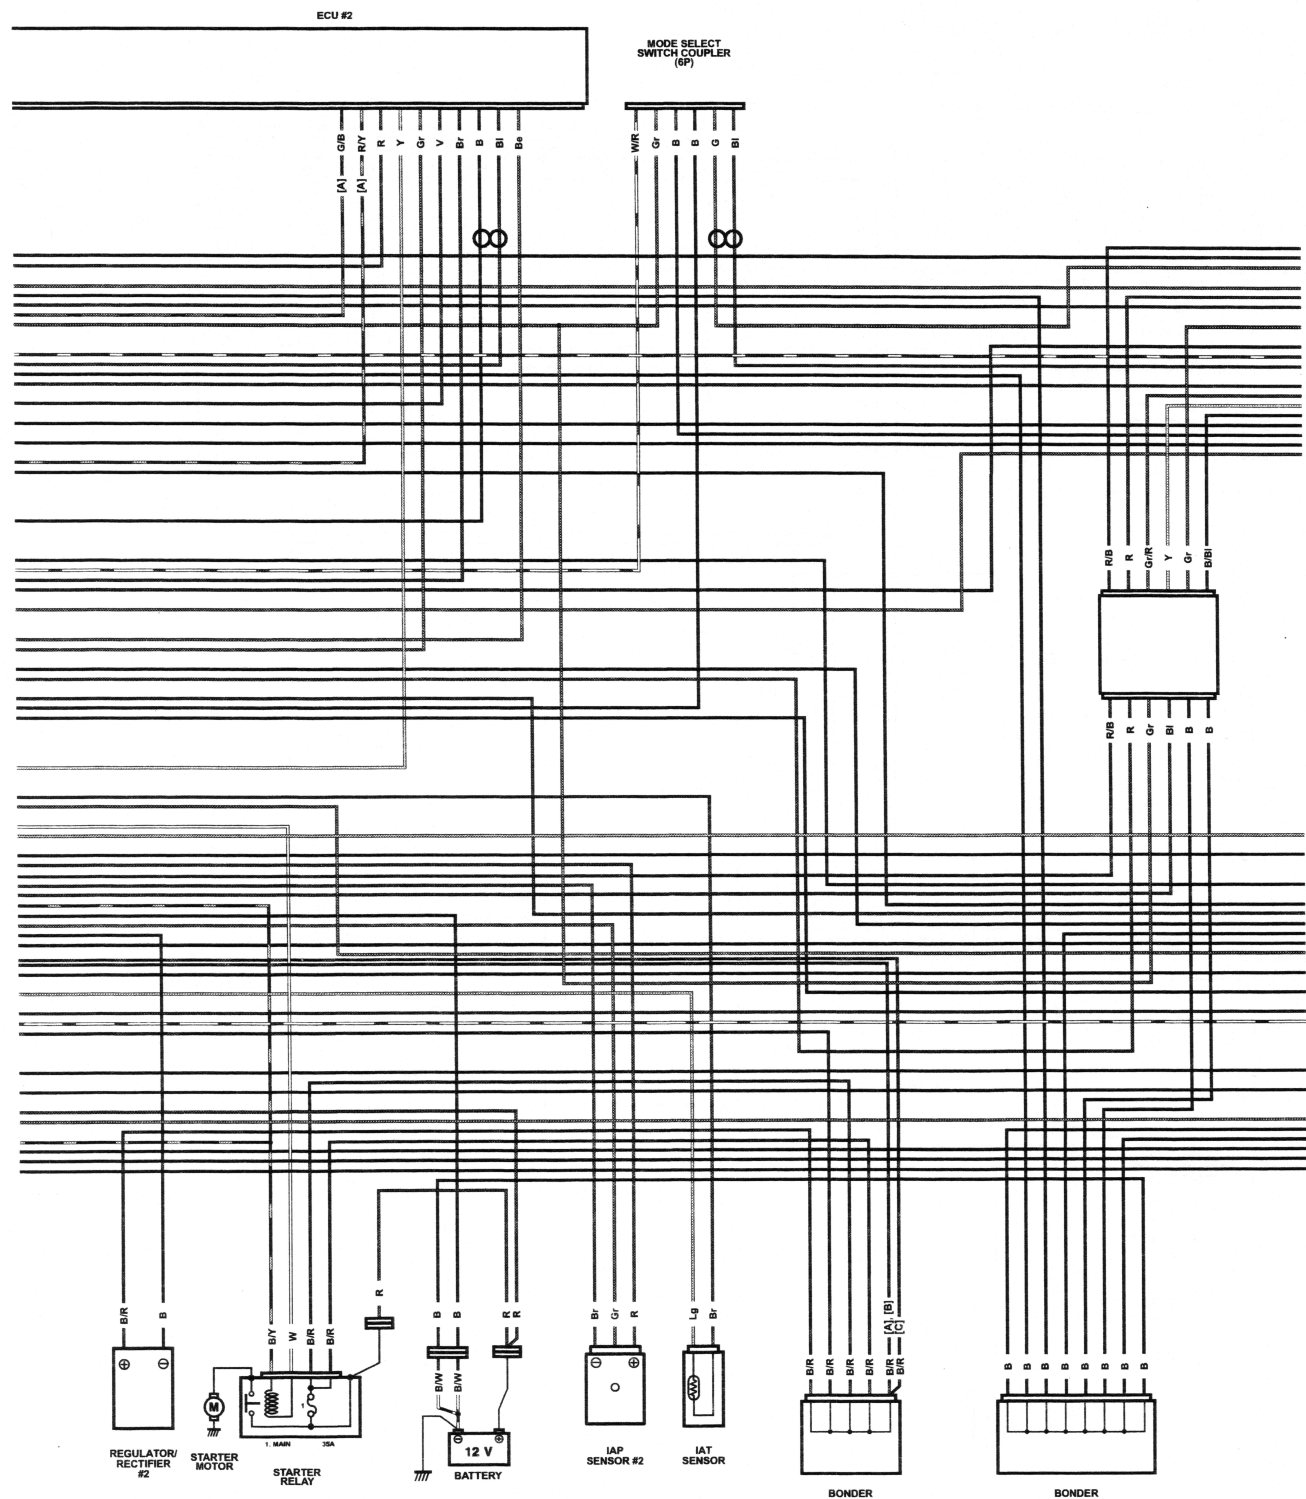 ECU #2
MODE SELECT
SWITCH COUPLER
(6P)
G/B R/Y R Y Gr V Br B Bl Be
[A] [A]
W/R Gr B B G Bl
R/B R Gr/R Y Gr B/Bl
R/B R Gr Bl B B
B/R B
B/Y W B/R B/R
R
B B R R
B/W B/W
Br Gr R
Lg Br
[A], [B]
[C]
B/R B/R B/R B/R B/R B/R
B B B B B B B B
M
1
1. MAIN 35A
12 V
REGULATOR/
RECTIFIER
#2
STARTER
MOTOR
STARTER
RELAY
BATTERY
IAP
SENSOR #2
IAT
SENSOR
BONDER
BONDER